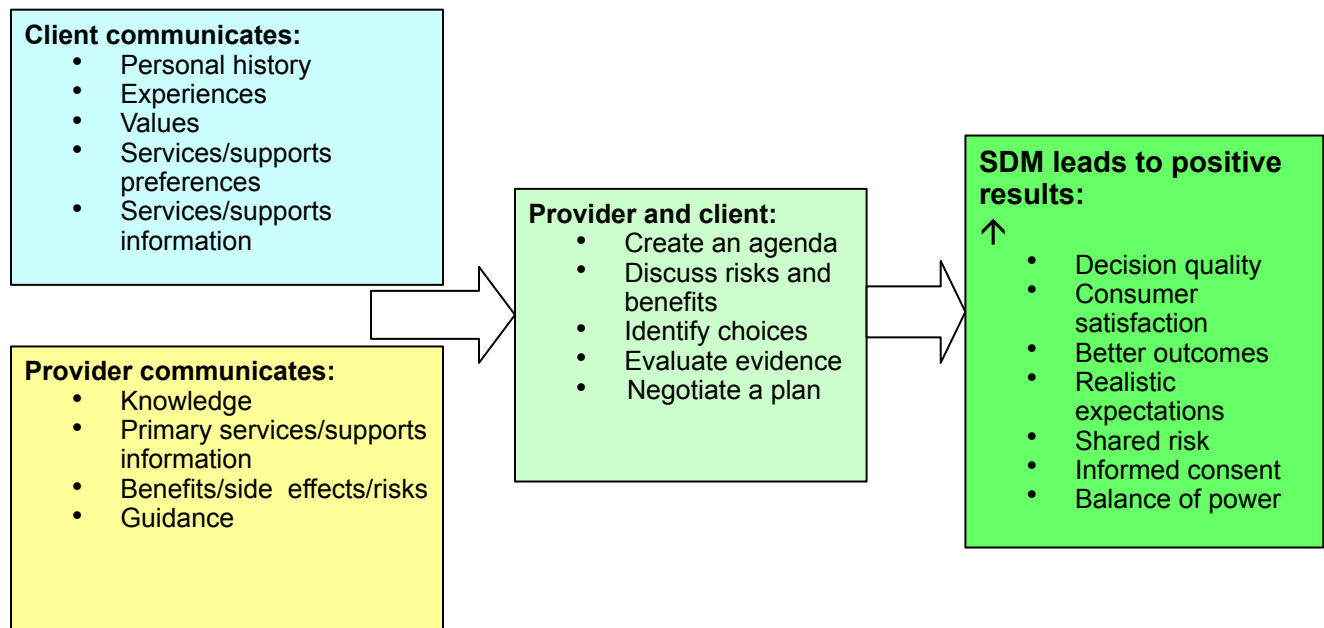 Client communicates:
• Personal history
• Experiences
• Values
• Services/supports
preferences
• Services/supports
information
Provider communicates:
• Knowledge
• Primary services/supports
information
• Benefits/side effects/risks
• Guidance
Provider and client:
• Create an agenda
• Discuss risks and
benefits
• Identify choices
• Evaluate evidence
• Negotiate a plan
SDM leads to positive
results:
↑
• Decision quality
• Consumer
satisfaction
• Better outcomes
• Realistic
expectations
• Shared risk
• Informed consent
• Balance of power